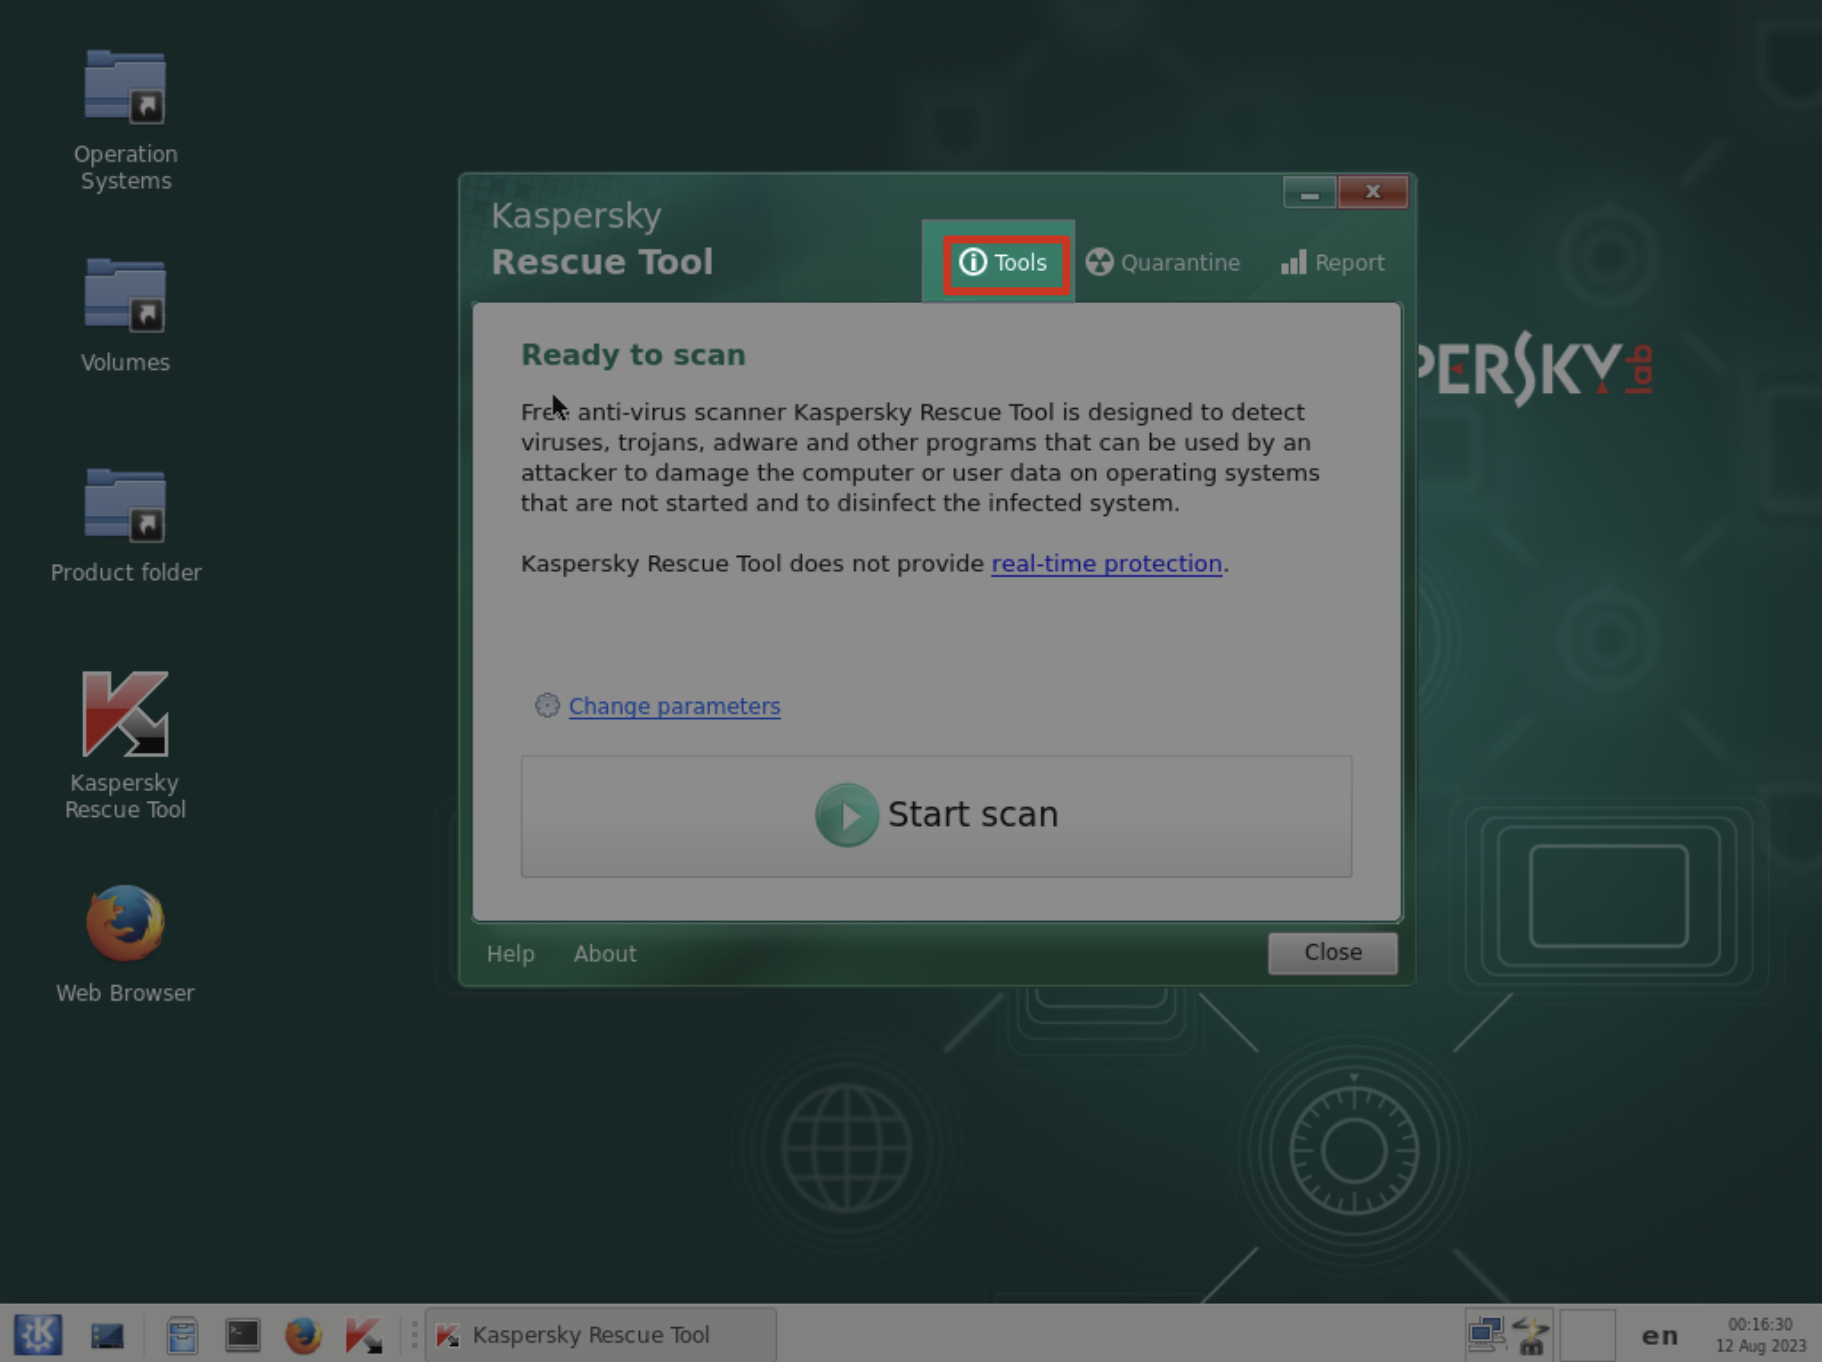 Operation
Systems
Volumes
Product folder
Kaspersky
Rescue Tool
Web Browser
Kaspersky
Rescue Tool
Tools
Quarantine
Report
PERSKY lab
Ready to scan
Free anti-virus scanner Kaspersky Rescue Tool is designed to detect
viruses, trojans, adware and other programs that can be used by an
attacker to damage the computer or user data on operating systems
that are not started and to disinfect the infected system.
Kaspersky Rescue Tool does not provide real-time protection.
Change parameters
Start scan
Help
About
Close
Kaspersky Rescue Tool
en
00:16:30
12 Aug 2023